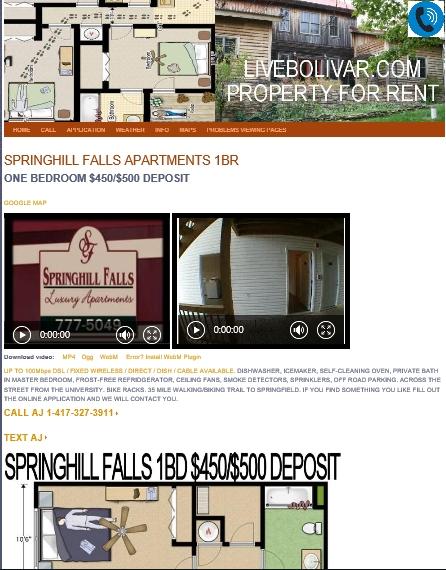 LIVEBOLIVAR.COM
PROPERTY FOR RENT
HOME CALL APPLICATION WEATHER INFO MAPS PROBLEMS VIEWING PAGES
SPRINGHILL FALLS APARTMENTS 1BR
ONE BEDROOM $450/$500 DEPOSIT
GOOGLE MAP
SF
SPRINGHILL FALLS
Luxury Apartments
777-5049
0:00:00
0:00:00
Download video: MP4 Ogg WebM Error? Install WebM Plugin
UP TO 100Mbps DSL / FIXED WIRELESS / DIRECT / DISH / CABLE AVAILABLE. DISHWASHER, ICEMAKER, SELF-CLEANING OVEN, PRIVATE BATH
IN MASTER BEDROOM, FROST-FREE REFRIDGERATOR, CEILING FANS, SMOKE DETECTORS, SPRINKLERS, OFF ROAD PARKING. ACROSS THE
STREET FROM THE UNIVERSITY. BIKE RACKS. 35 MILE WALKING/BIKING TRAIL TO SPRINGFIELD. IF YOU FIND SOMETHING YOU LIKE FILL OUT
THE ONLINE APPLICATION AND WE WILL CONTACT YOU.
CALL AJ 1-417-327-3911
TEXT AJ
SPRINGHILL FALLS 1BD $450/$500 DEPOSIT
10'6"